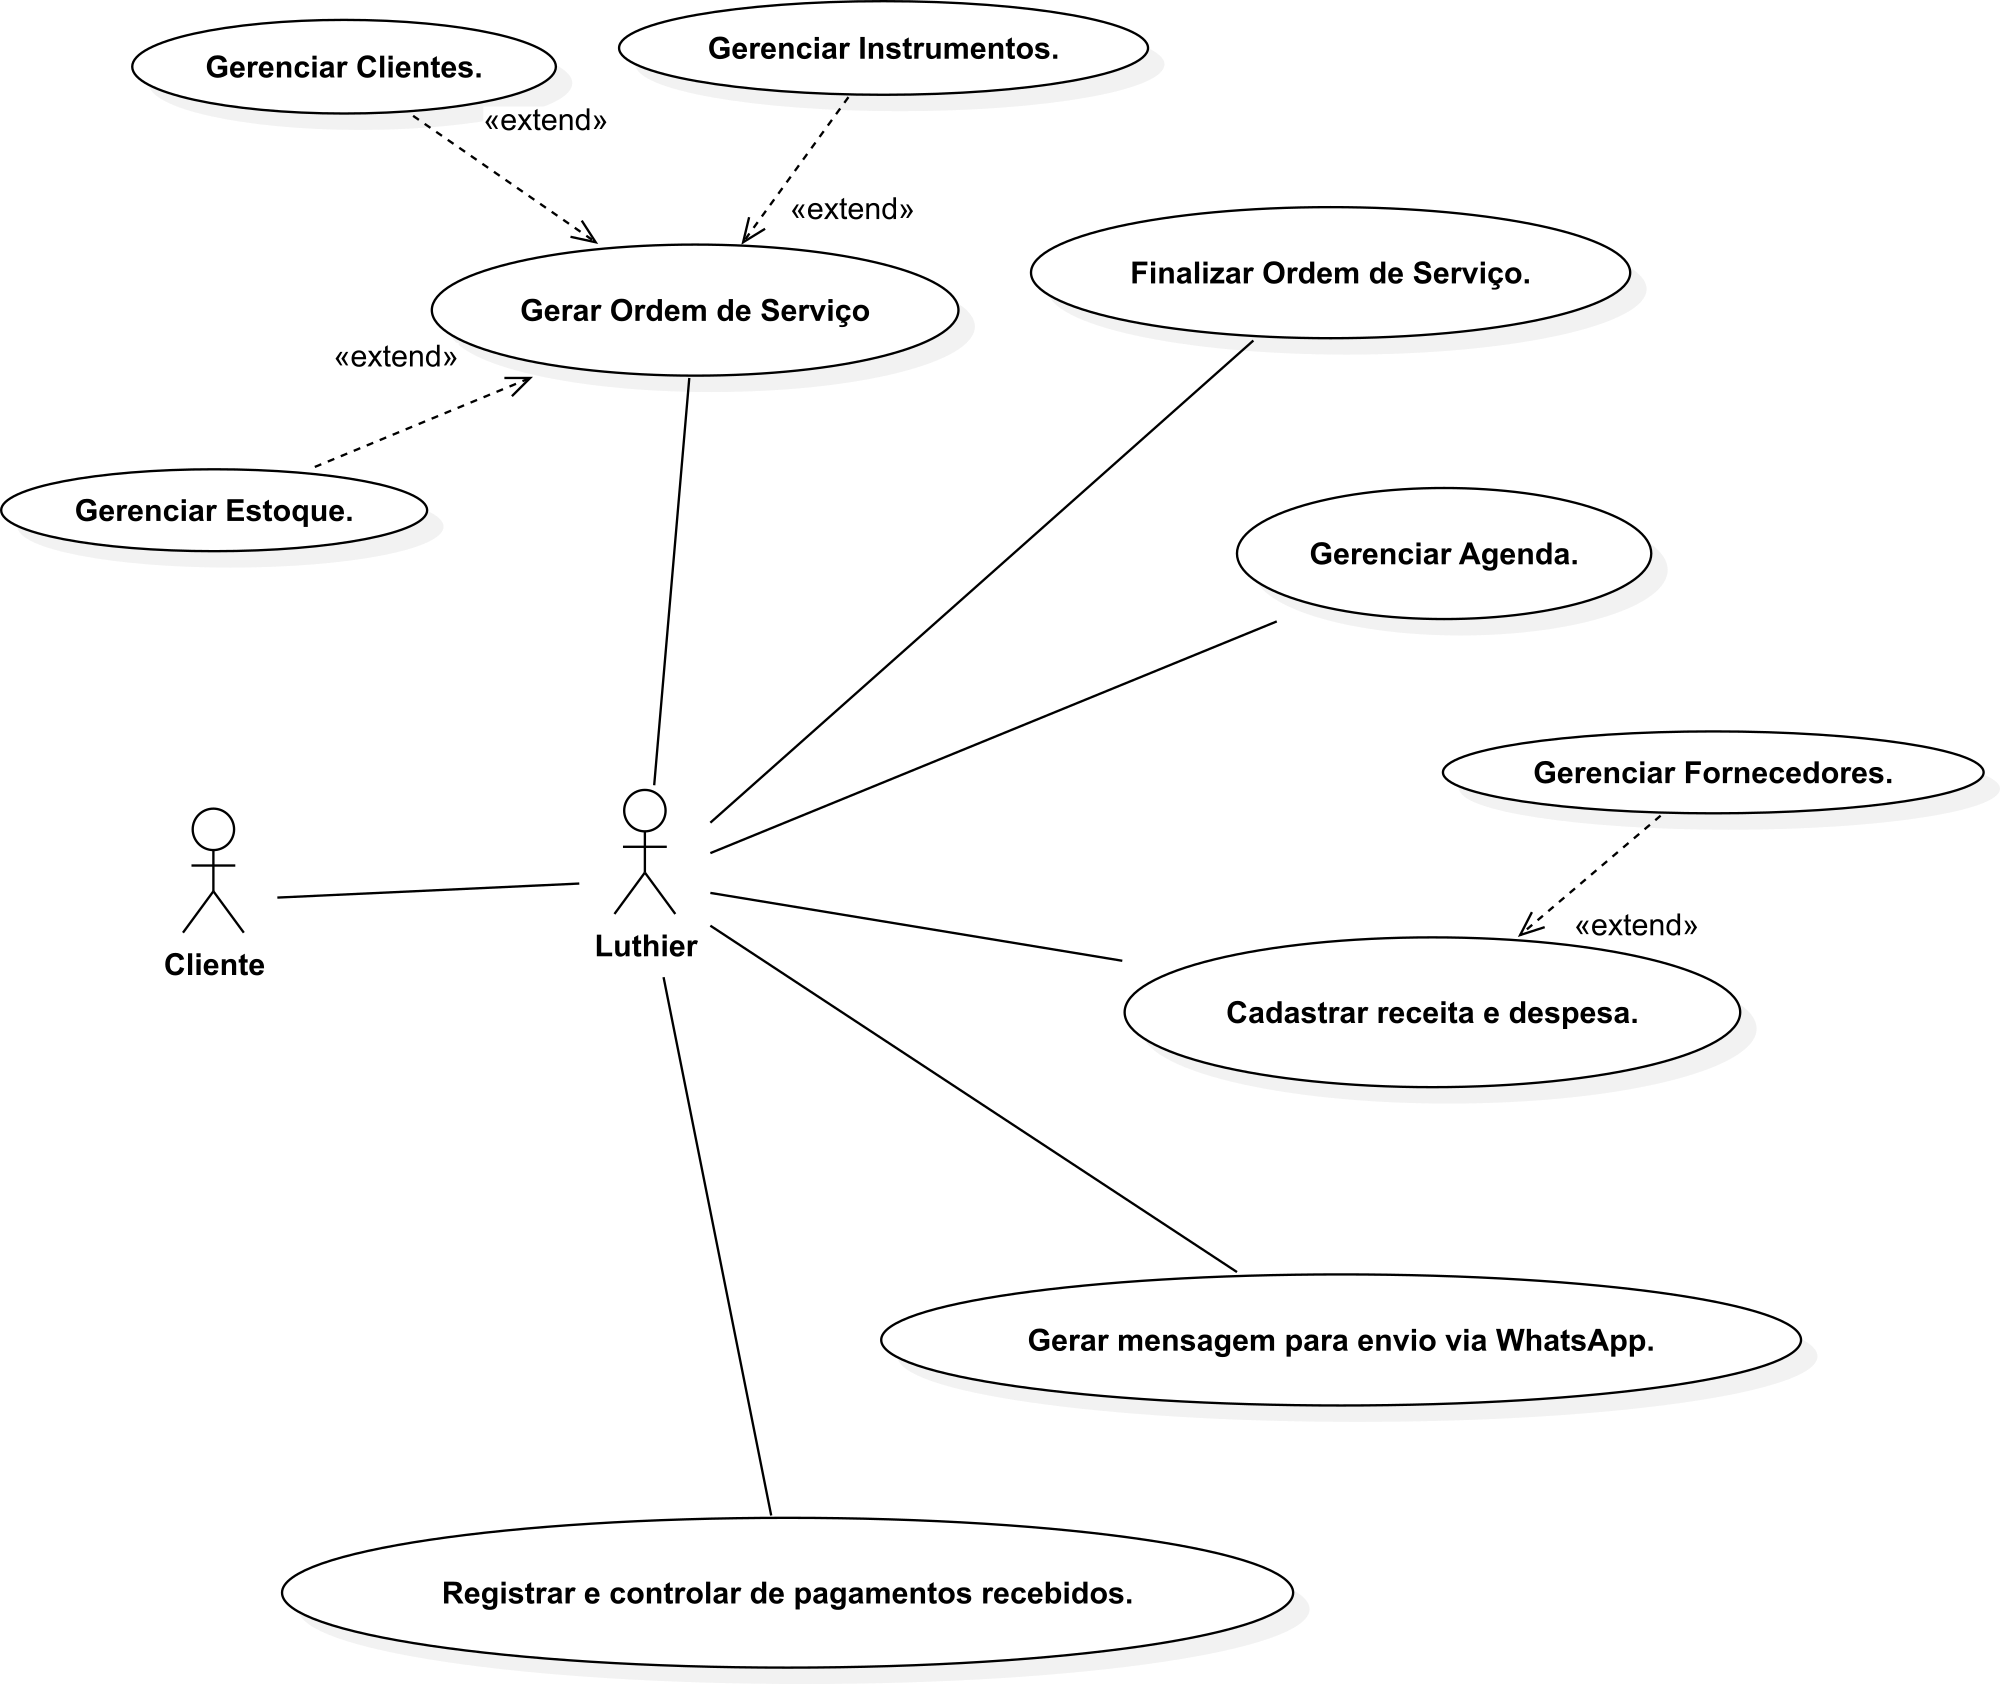 Gerenciar Clientes.
Gerenciar Instrumentos.
«extend»
«extend»
Gerar Ordem de Serviço
Finalizar Ordem de Serviço.
«extend»
Gerenciar Estoque.
Gerenciar Agenda.
Gerenciar Fornecedores.
«extend»
Cliente
Luthier
Cadastrar receita e despesa.
Gerar mensagem para envio via WhatsApp.
Registrar e controlar de pagamentos recebidos.